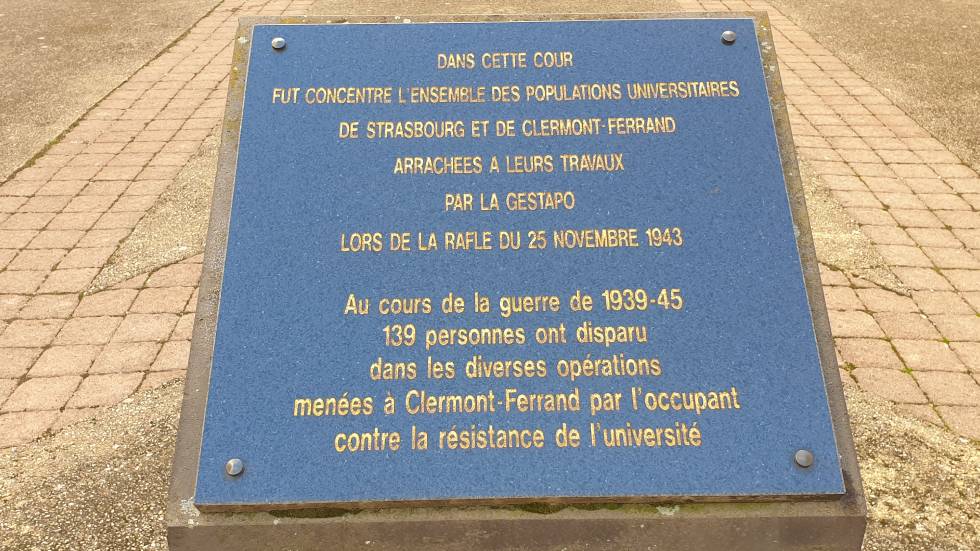 DANS CETTE COUR
FUT CONCENTRE L'ENSEMBLE DES POPULATIONS UNIVERSITAIRES
DE STRASBOURG ET DE CLERMONT-FERRAND
ARRACHEES A LEURS TRAVAUX
PAR LA GESTAPO
LORS DE LA RAFLE DU 25 NOVEMBRE 1943
Au cours de la guerre de 1939-45
139 personnes ont disparu
dans les diverses opérations
menées à Clermont-Ferrand par l'occupant
contre la résistance de l'université